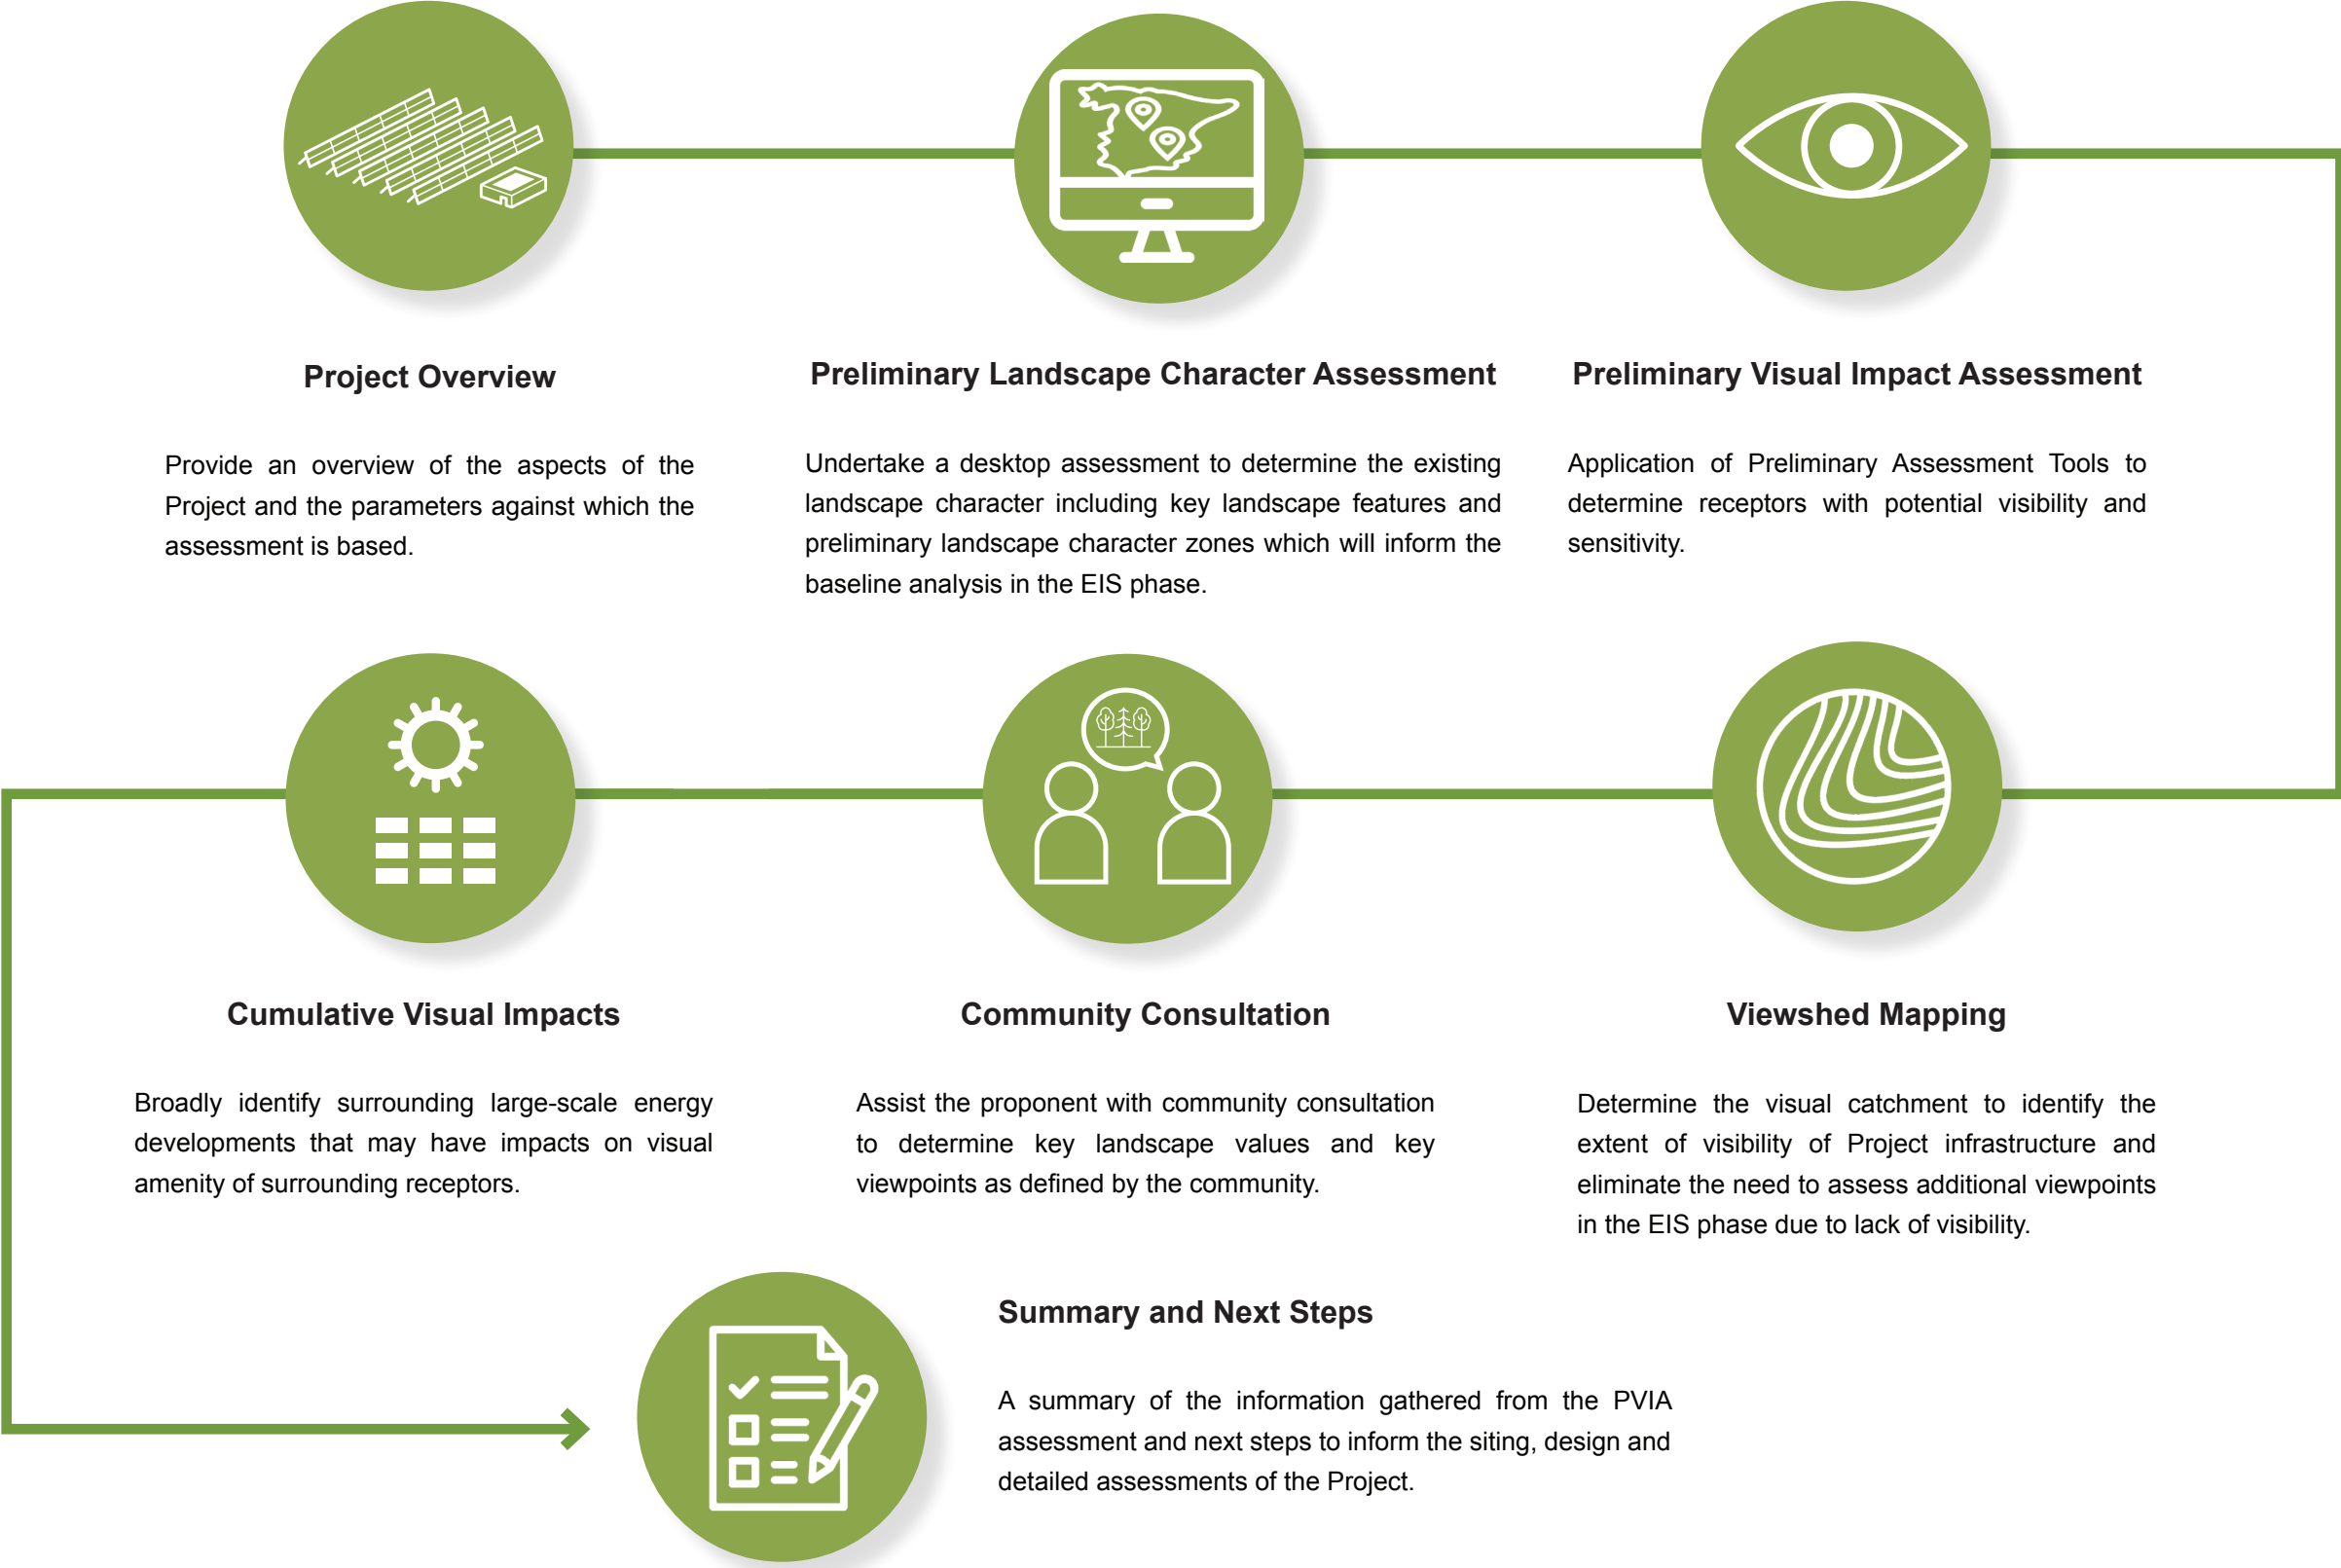 Project Overview
Provide an overview of the aspects of the
Project and the parameters against which the
assessment is based.
Preliminary Landscape Character Assessment
Undertake a desktop assessment to determine the existing
landscape character including key landscape features and
preliminary landscape character zones which will inform the
baseline analysis in the EIS phase.
Preliminary Visual Impact Assessment
Application of Preliminary Assessment Tools to
determine receptors with potential visibility and
sensitivity.
Viewshed Mapping
Determine the visual catchment to identify the
extent of visibility of Project infrastructure and
eliminate the need to assess additional viewpoints
in the EIS phase due to lack of visibility.
Community Consultation
Assist the proponent with community consultation
to determine key landscape values and key
viewpoints as defined by the community.
Cumulative Visual Impacts
Broadly identify surrounding large-scale energy
developments that may have impacts on visual
amenity of surrounding receptors.
Summary and Next Steps
A summary of the information gathered from the PVIA
assessment and next steps to inform the siting, design and
detailed assessments of the Project.